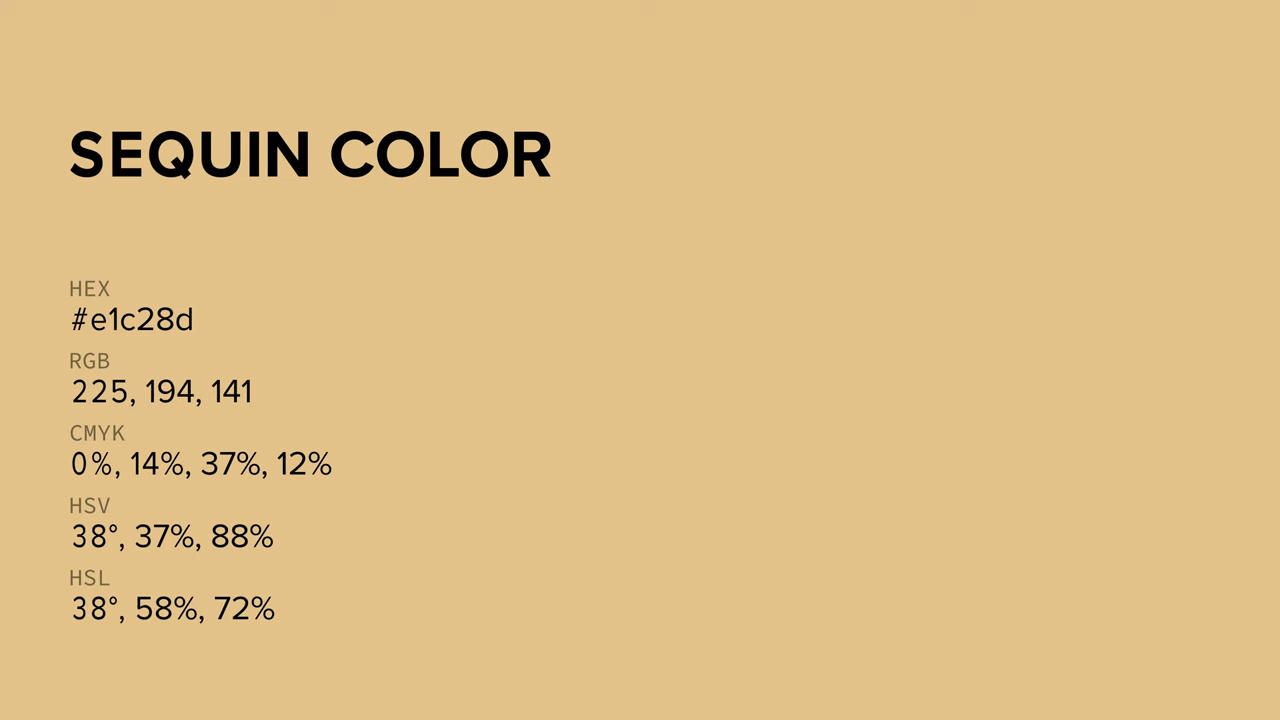 SEQUIN COLOR
HEX
#e1c28d
RGB
225, 194, 141
CMYK
0%, 14%, 37%, 12%
HSV
38°, 37%, 88%
HSL
38°, 58%, 72%